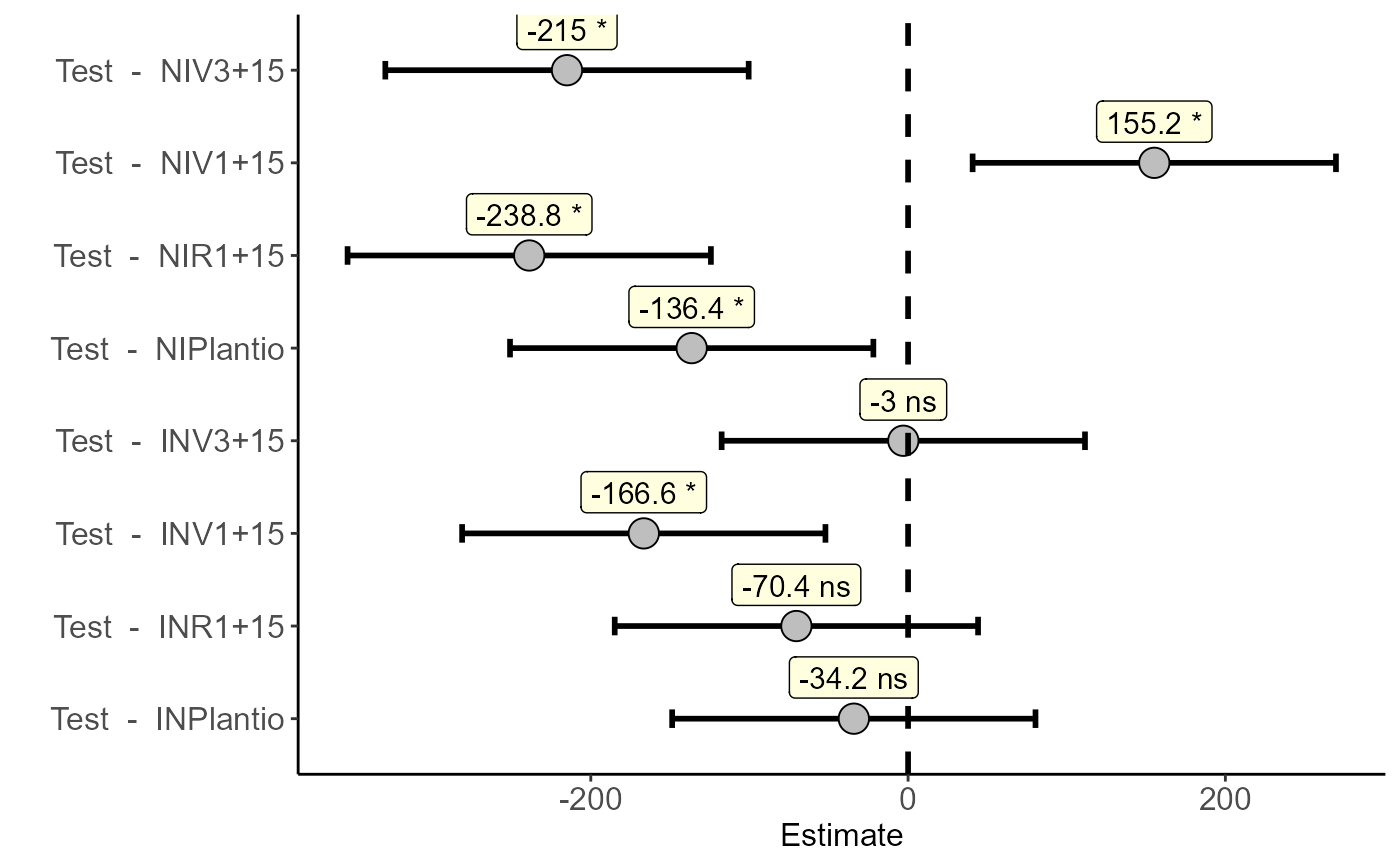 -215 *
Test - NIV3+15
155.2 *
Test - NIV1+15
-238.8 *
Test - NIR1+15
-136.4 *
Test - NIPlantio
-3 ns
Test - INV3+15
-166.6 *
Test - INV1+15
-70.4 ns
Test - INR1+15
-34.2 ns
Test - INPlantio
-200 0 200
Estimate